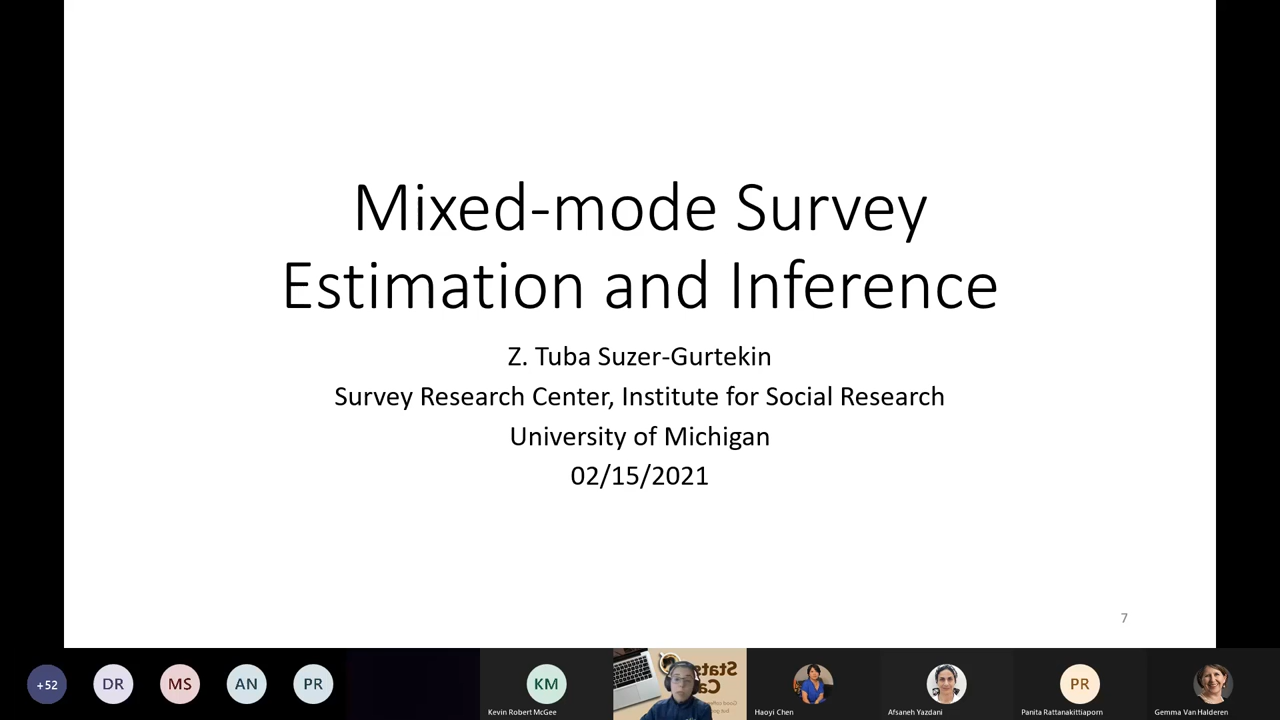 Mixed-mode Survey
Estimation and Inference
Z. Tuba Suzer-Gurtekin
Survey Research Center, Institute for Social Research
University of Michigan
02/15/2021
7
+52
DR
MS
AN
PR
KM
Kevin Robert McGee
Stats
Ca
Haoyi Chen
Afsaneh Yazdani
PR
Panita Rattanakittiaporn
Gemma Van Halderen